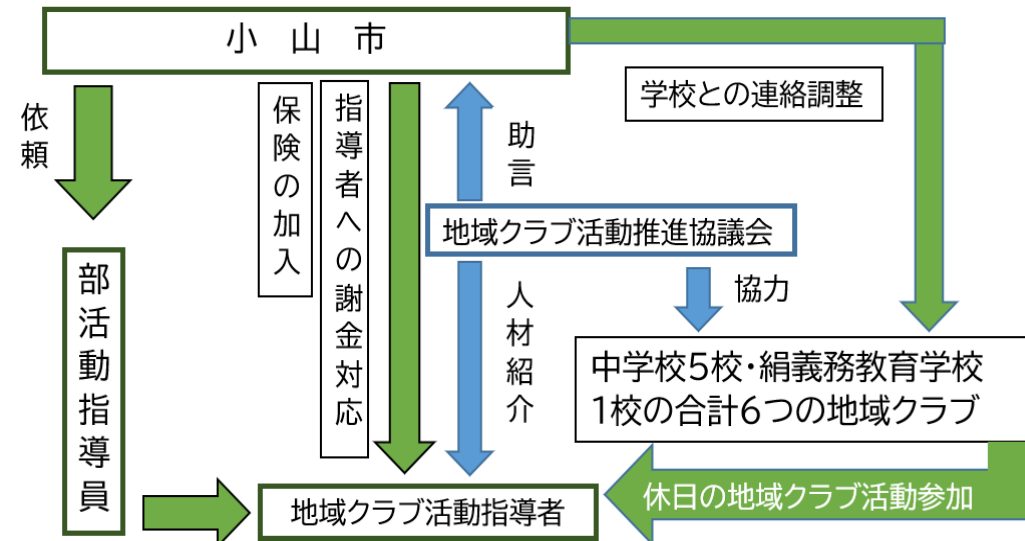 小山市
学校との連絡調整
依頼
保険の加入
指導者への謝金対応
助言
地域クラブ活動推進協議会
協力
人材紹介
部活動指導員
中学校5校・絹義務教育学校
1校の合計6つの地域クラブ
休日の地域クラブ活動参加
地域クラブ活動指導者